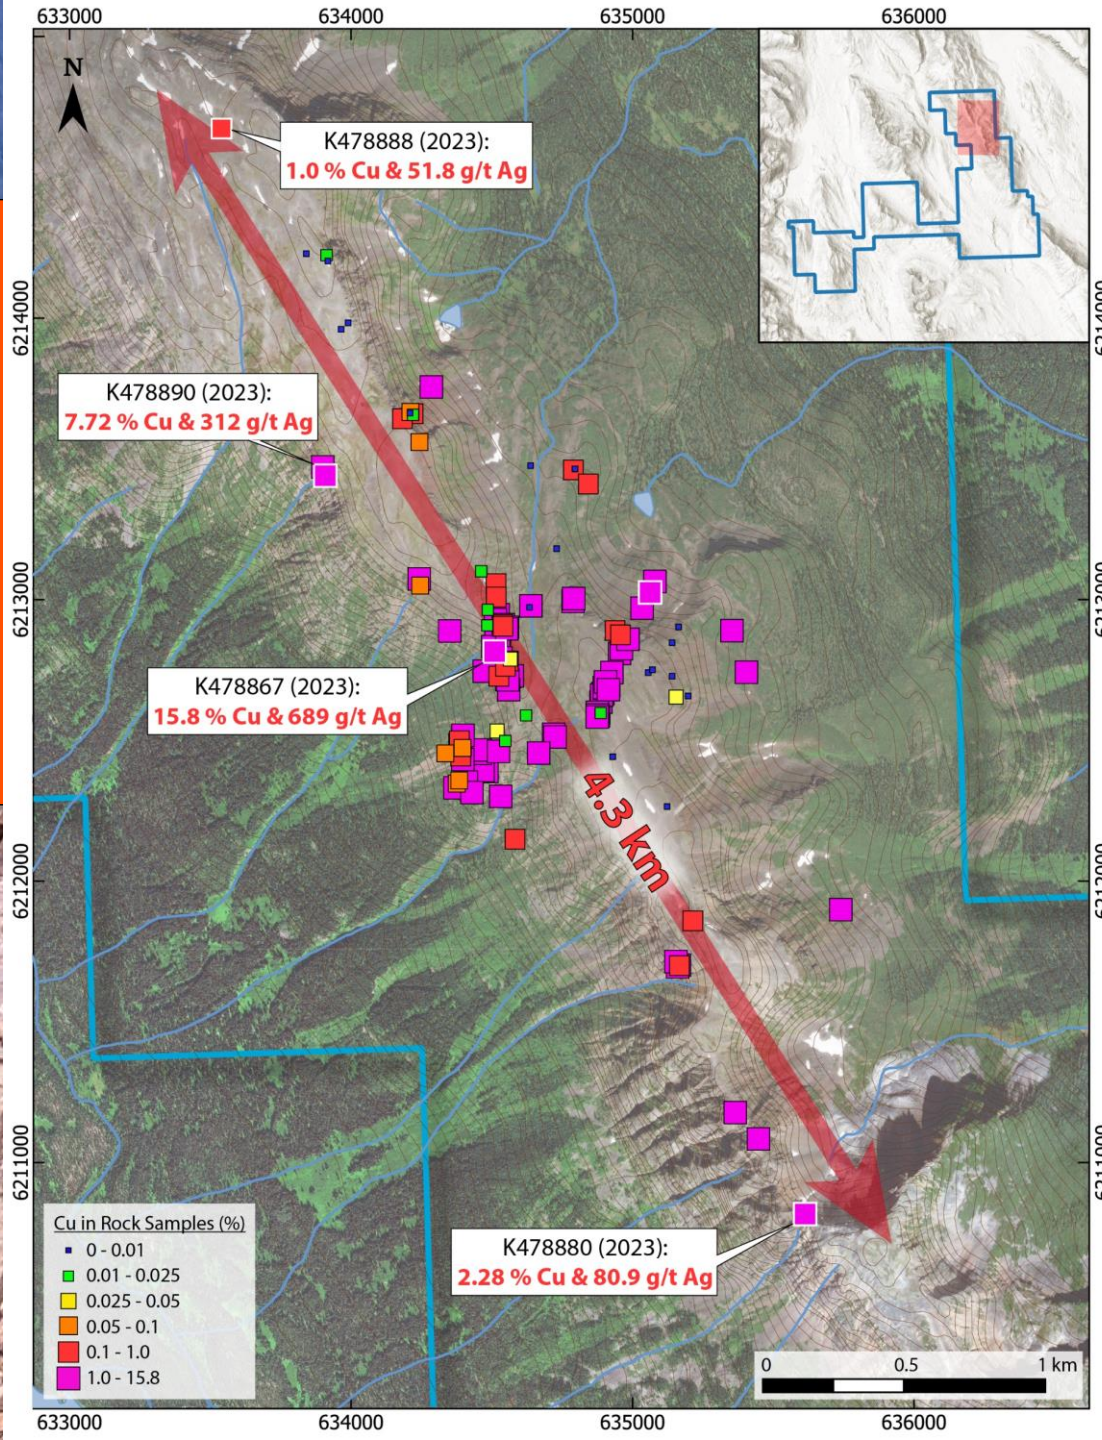 633000
634000
635000
636000
N
K478888 (2023):
1.0 % Cu & 51.8 g/t Ag
6214000
6214000
K478890 (2023):
7.72 % Cu & 312 g/t Ag
6213000
6213000
K478867 (2023):
15.8 % Cu & 689 g/t Ag
4.3 km
6212000
6212000
6211000
6211000
K478880 (2023):
2.28 % Cu & 80.9 g/t Ag
Cu in Rock Samples (%)
0 - 0.01
0.01 - 0.025
0.025 - 0.05
0.05 - 0.1
0.1 - 1.0
1.0 - 15.8
0 0.5 1 km
633000
634000
635000
636000